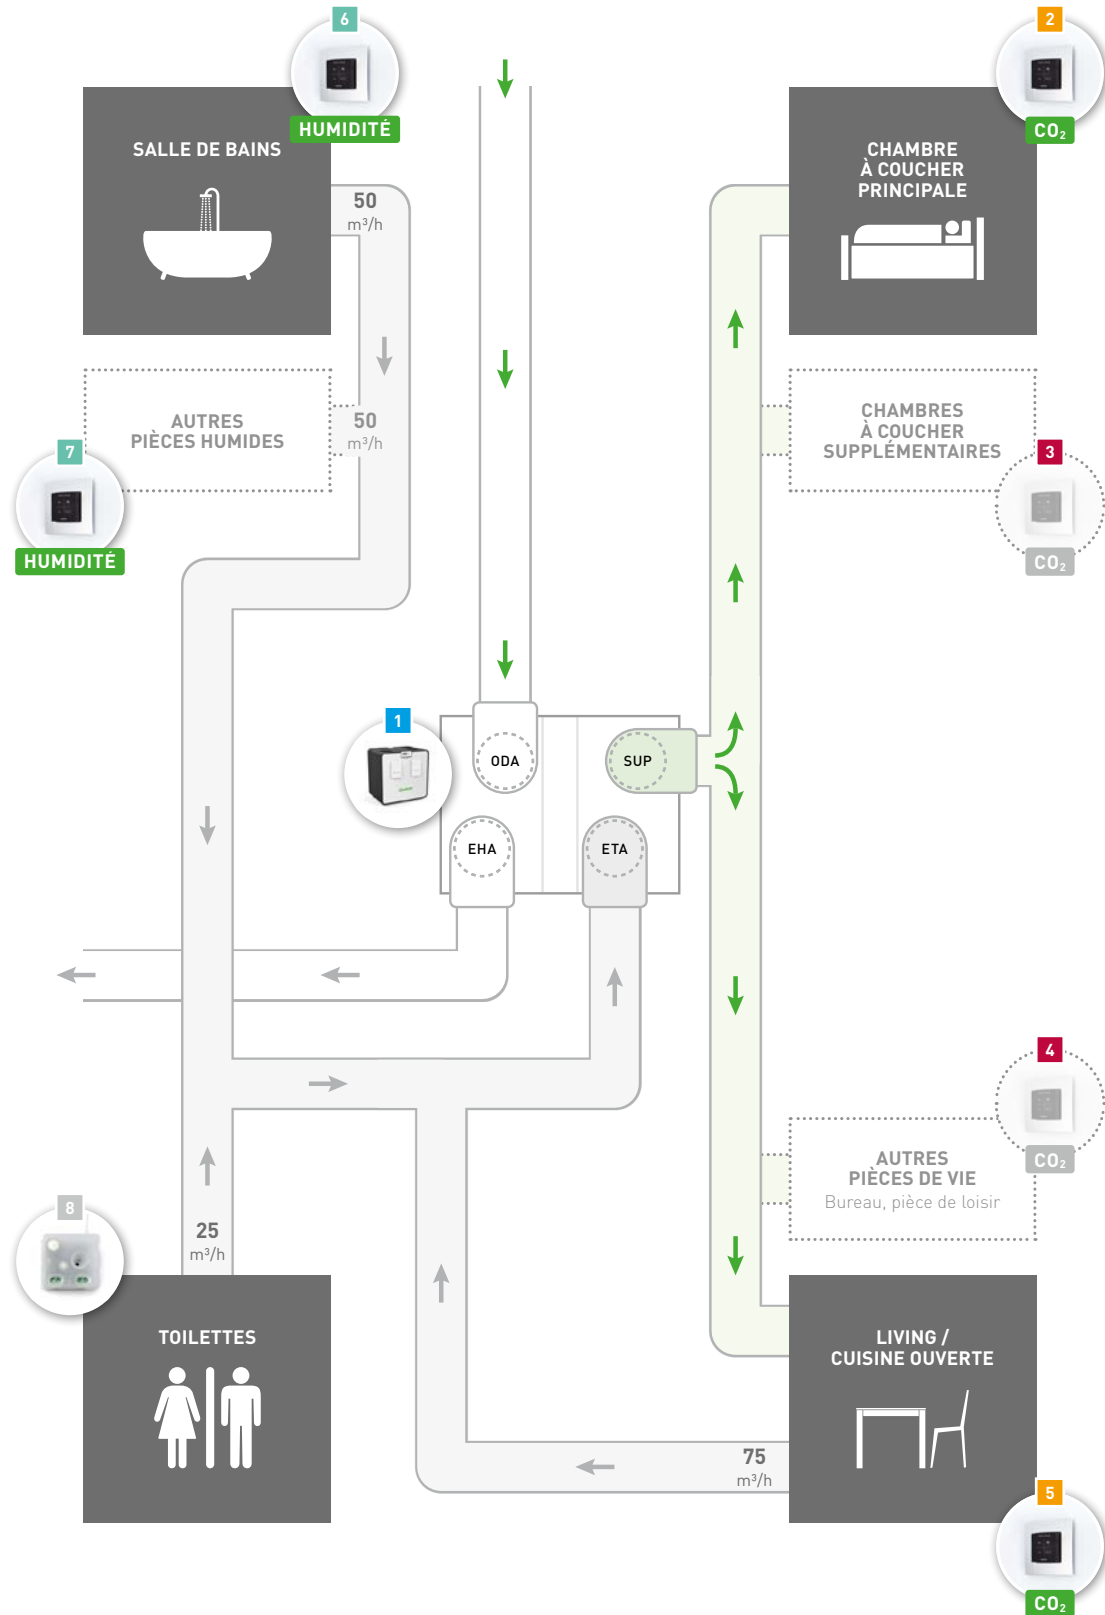 6
HUMIDITÉ
SALLE DE BAINS
50
m³/h
2
CO₂
CHAMBRE
À COUCHER
PRINCIPALE
AUTRES
PIÈCES HUMIDES
50
m³/h
7
HUMIDITÉ
CHAMBRES
À COUCHER
SUPPLÉMENTAIRES
3
CO₂
1
ODA
SUP
EHA
ETA
4
CO₂
AUTRES
PIÈCES DE VIE
Bureau, pièce de loisir
8
25
m³/h
TOILETTES
LIVING /
CUISINE OUVERTE
75
m³/h
5
CO₂